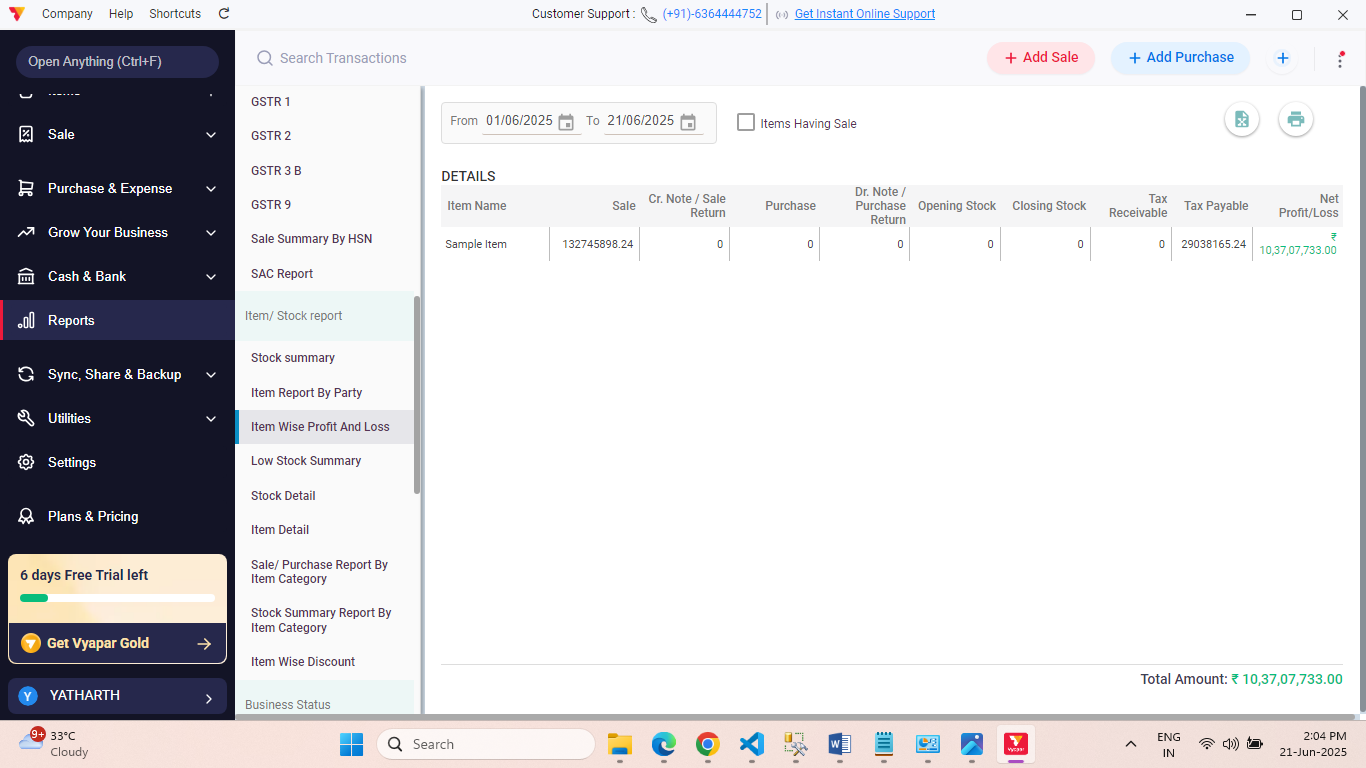 Company Help Shortcuts
Customer Support : (+91)-6364444752 Get Instant Online Support
Open Anything (Ctrl+F)
Search Transactions
Add Sale
Add Purchase
Items
Sale
Purchase & Expense
Grow Your Business
Cash & Bank
Reports
Sync, Share & Backup
Utilities
Settings
Plans & Pricing
6 days Free Trial left
Get Vyapar Gold
Y YATHARTH
GSTR 1
GSTR 2
GSTR 3 B
GSTR 9
Sale Summary By HSN
SAC Report
Item/ Stock report
Stock summary
Item Report By Party
Item Wise Profit And Loss
Low Stock Summary
Stock Detail
Item Detail
Sale/ Purchase Report By
Item Category
Stock Summary Report By
Item Category
Item Wise Discount
Business Status
From 01/06/2025 To 21/06/2025
Items Having Sale
DETAILS
Item Name
Sale
Cr. Note / Sale
Return
Purchase
Dr. Note /
Purchase
Return
Opening Stock
Closing Stock
Tax
Receivable
Tax Payable
Net
Profit/Loss
Sample Item 132745898.24 0 0 0 0 0 0 29038165.24 ₹
10,37,07,733.00
Total Amount: ₹ 10,37,07,733.00
9+
33°C
Cloudy
Search
Vyapar
ENG
IN
2:04 PM
21-Jun-2025